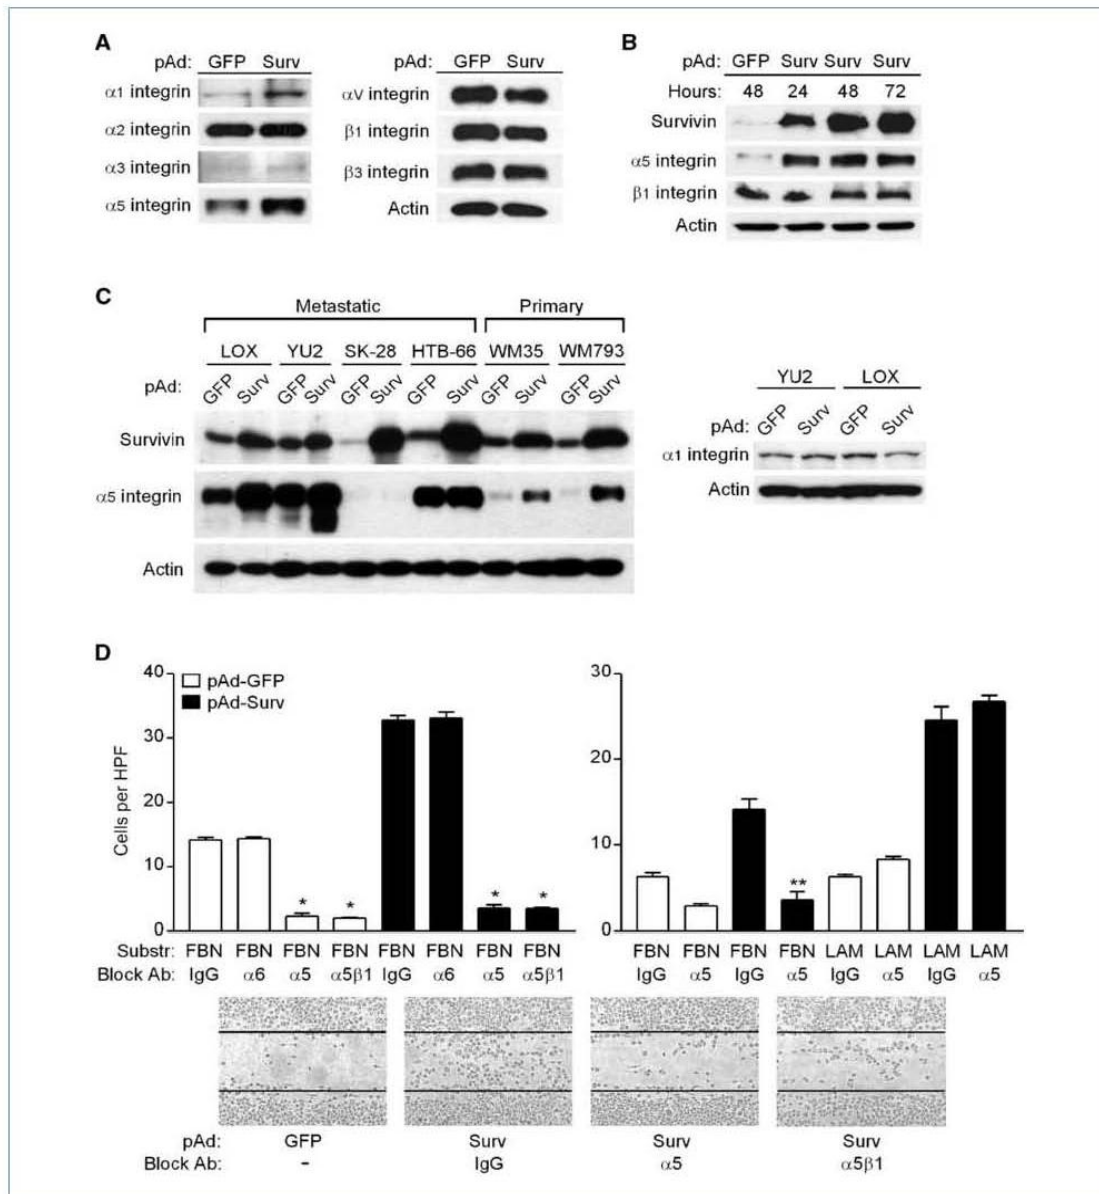 A
pAd: GFP Surv
α1 integrin
α2 integrin
α3 integrin
α5 integrin
pAd: GFP Surv
αV integrin
β1 integrin
β3 integrin
Actin
B
pAd: GFP Surv Surv Surv
Hours: 48 24 48 72
Survivin
α5 integrin
β1 integrin
Actin
C
Metastatic Primary
LOX YU2 SK-28 HTB-66 WM35 WM793
pAd: GFP Surv GFP Surv GFP Surv GFP Surv GFP Surv GFP Surv
Survivin
α5 integrin
Actin
YU2 LOX
pAd: GFP Surv GFP Surv
α1 integrin
Actin
D
pAd-GFP
pAd-Surv
Cells per HPF
40
30
20
10
0
* * * *
Substr: FBN FBN FBN FBN FBN FBN FBN FBN
Block Ab: IgG α6 α5 α5β1 IgG α6 α5 α5β1
30
20
10
0
**
FBN FBN FBN FBN LAM LAM LAM LAM
IgG α5 IgG α5 IgG α5 IgG α5
pAd: GFP Surv Surv Surv
Block Ab: - IgG α5 α5β1